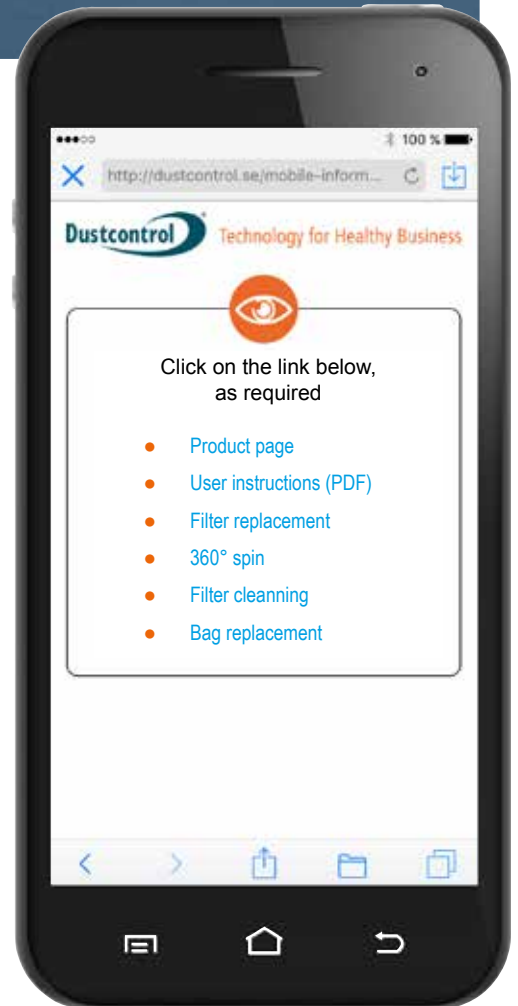 100 %
http://dustcontrol.se/mobile-inform...
Dustcontrol® Technology for Healthy Business
Click on the link below,
as required
Product page
User instructions (PDF)
Filter replacement
360° spin
Filter cleanning
Bag replacement